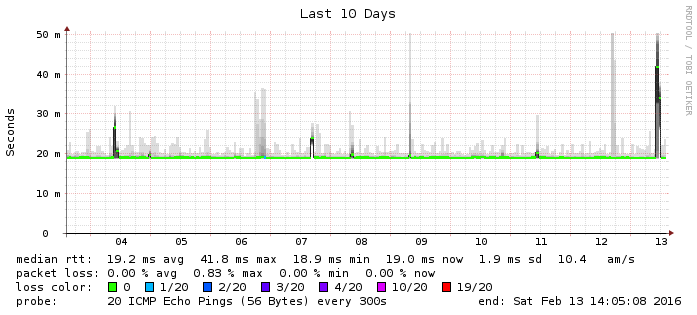 Last 10 Days
RRDTOOL / TOBI OETIKER
Seconds
50 m
40 m
30 m
20 m
10 m
0
04 05 06 07 08 09 10 11 12 13
median rtt: 19.2 ms avg 41.8 ms max 18.9 ms min 19.0 ms now 1.9 ms sd 10.4 am/s
packet loss: 0.00 % avg 0.83 % max 0.00 % min 0.00 % now
loss color: 0 1/20 2/20 3/20 4/20 10/20 19/20
probe: 20 ICMP Echo Pings (56 Bytes) every 300s end: Sat Feb 13 14:05:08 2016